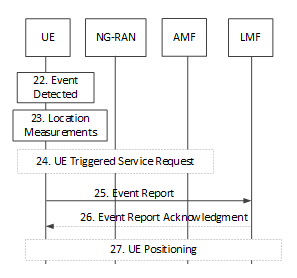 UE NG-RAN AMF LMF
22. Event
Detected
23. Location
Measurements
24. UE Triggered Service Request
25. Event Report
26. Event Report Acknowledgment
27. UE Positioning